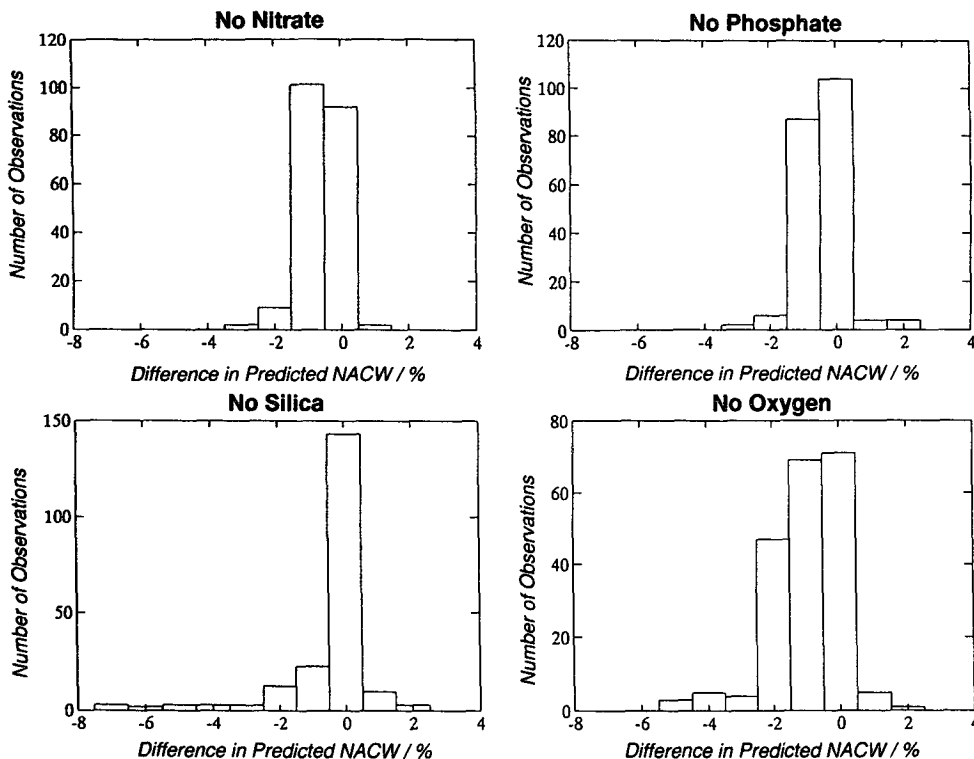 No Nitrate
120
100
80
60
40
20
0
-8 -6 -4 -2 0 2 4
Number of Observations
Difference in Predicted NACW / %
No Phosphate
120
100
80
60
40
20
0
-8 -6 -4 -2 0 2 4
Number of Observations
Difference in Predicted NACW / %
No Silica
150
100
50
0
-8 -6 -4 -2 0 2 4
Number of Observations
Difference in Predicted NACW / %
No Oxygen
80
60
40
20
0
-8 -6 -4 -2 0 2 4
Number of Observations
Difference in Predicted NACW / %